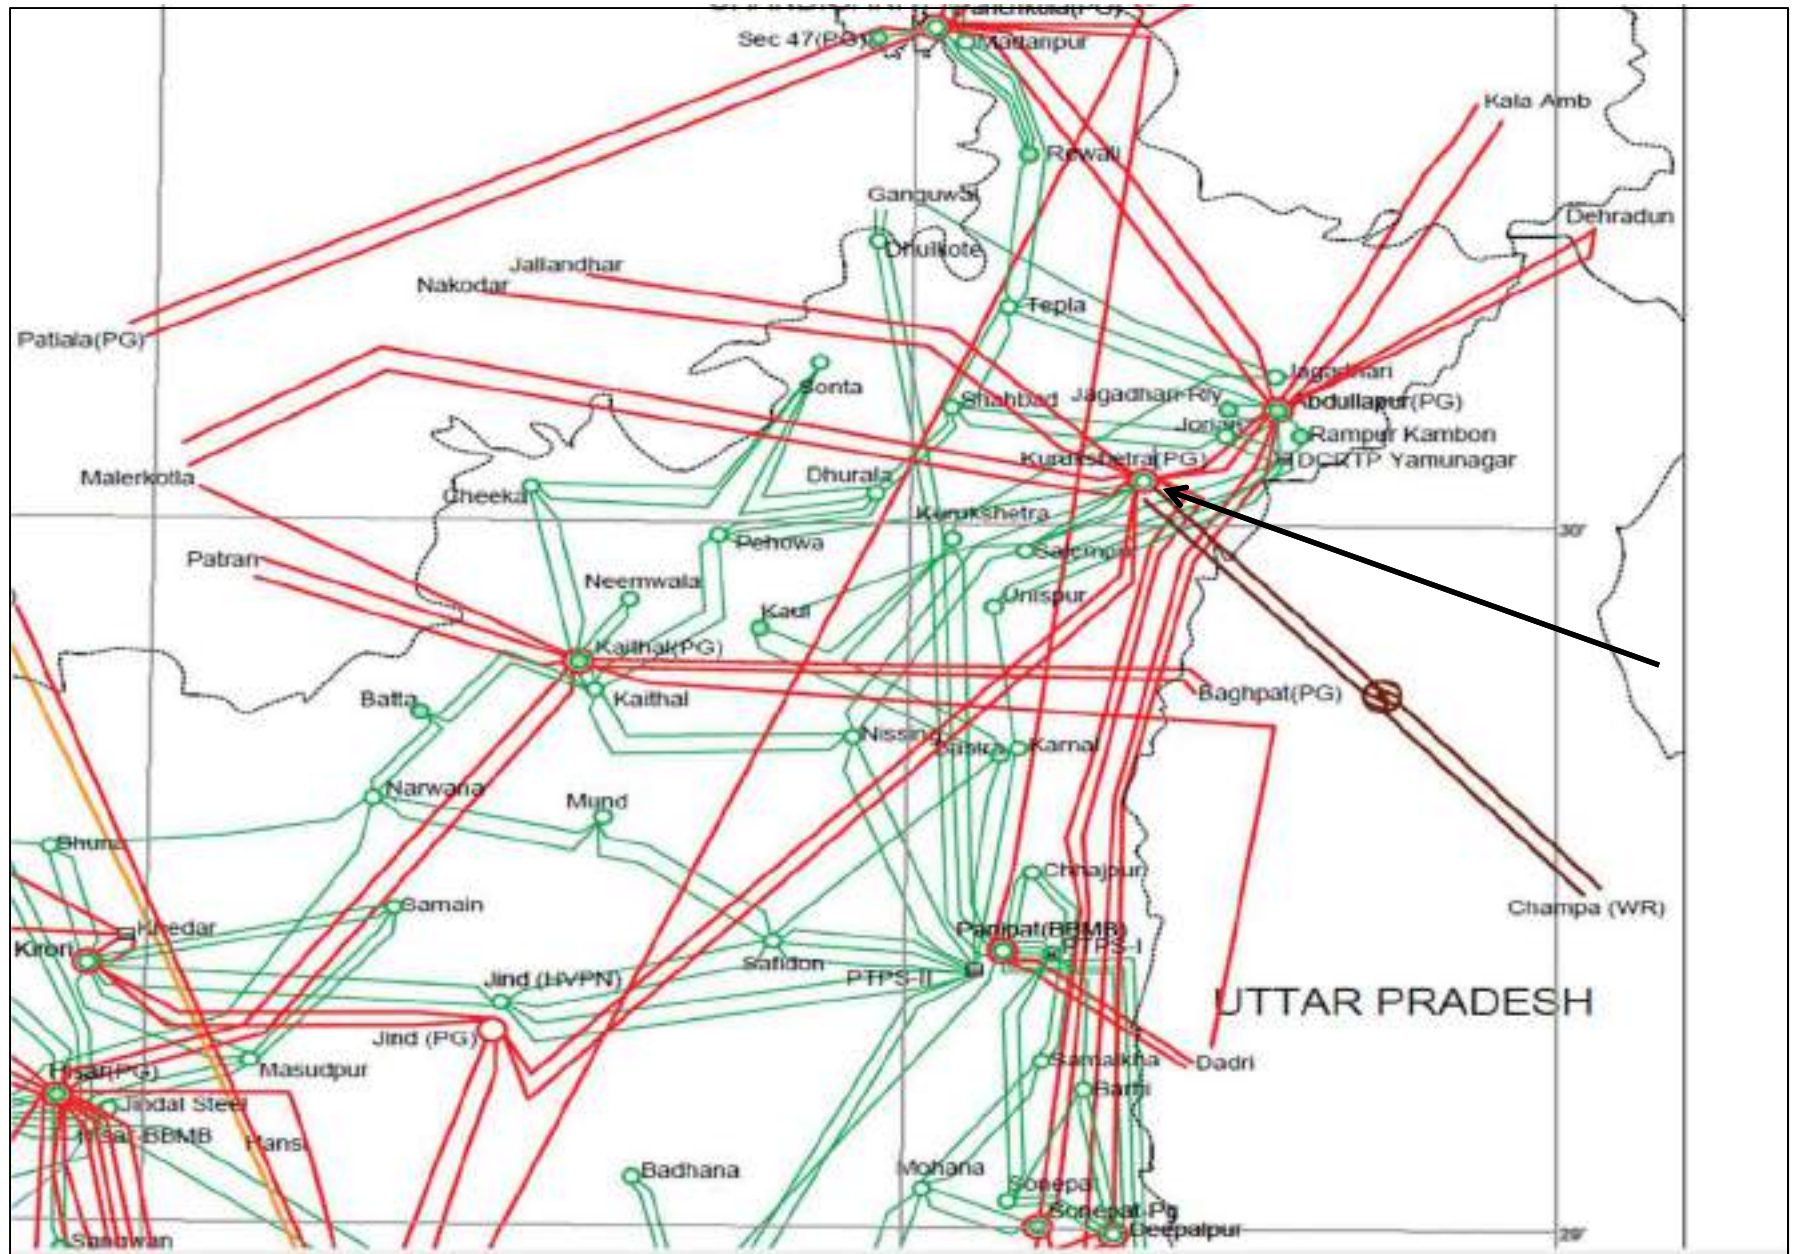 Sec 47(PG)
Madanpur
Kala Amb
Rewali
Ganguwal
Dehradun
Dhulkote
Jallandhar
Nakodar
Tepla
Patiala(PG)
Jagadhari
Sonta
Shahbad
Jagadhari-Rly
Abdullapur(PG)
Rampur Kambon
Kurukshetra(PG)
DCRTP Yamunagar
Malerkotla
Dhurala
Cheeka
Kurukshetra
30'
Pehowa
Salempur
Patran
Neemwala
Unispur
Kaul
Kaithal(PG)
Baghpat(PG)
Batta
Kaithal
Nissing
Karnal
Narwana
Mund
Bhuna
Chhajpur
Samain
Champa (WR)
Khedar
Panipat(BBMB)
Kirori
PTPS-I
Safidon
Jind (HVPN)
PTPS-II
UTTAR PRADESH
Jind (PG)
Samalkha
Dadri
Hisar(PG)
Masudpur
Jindal Steel
Hisar-BBMB
Hansi
Badhana
Mohana
Sonepat
Sonepat-Pg
Deepalpur
29'
Sangwan